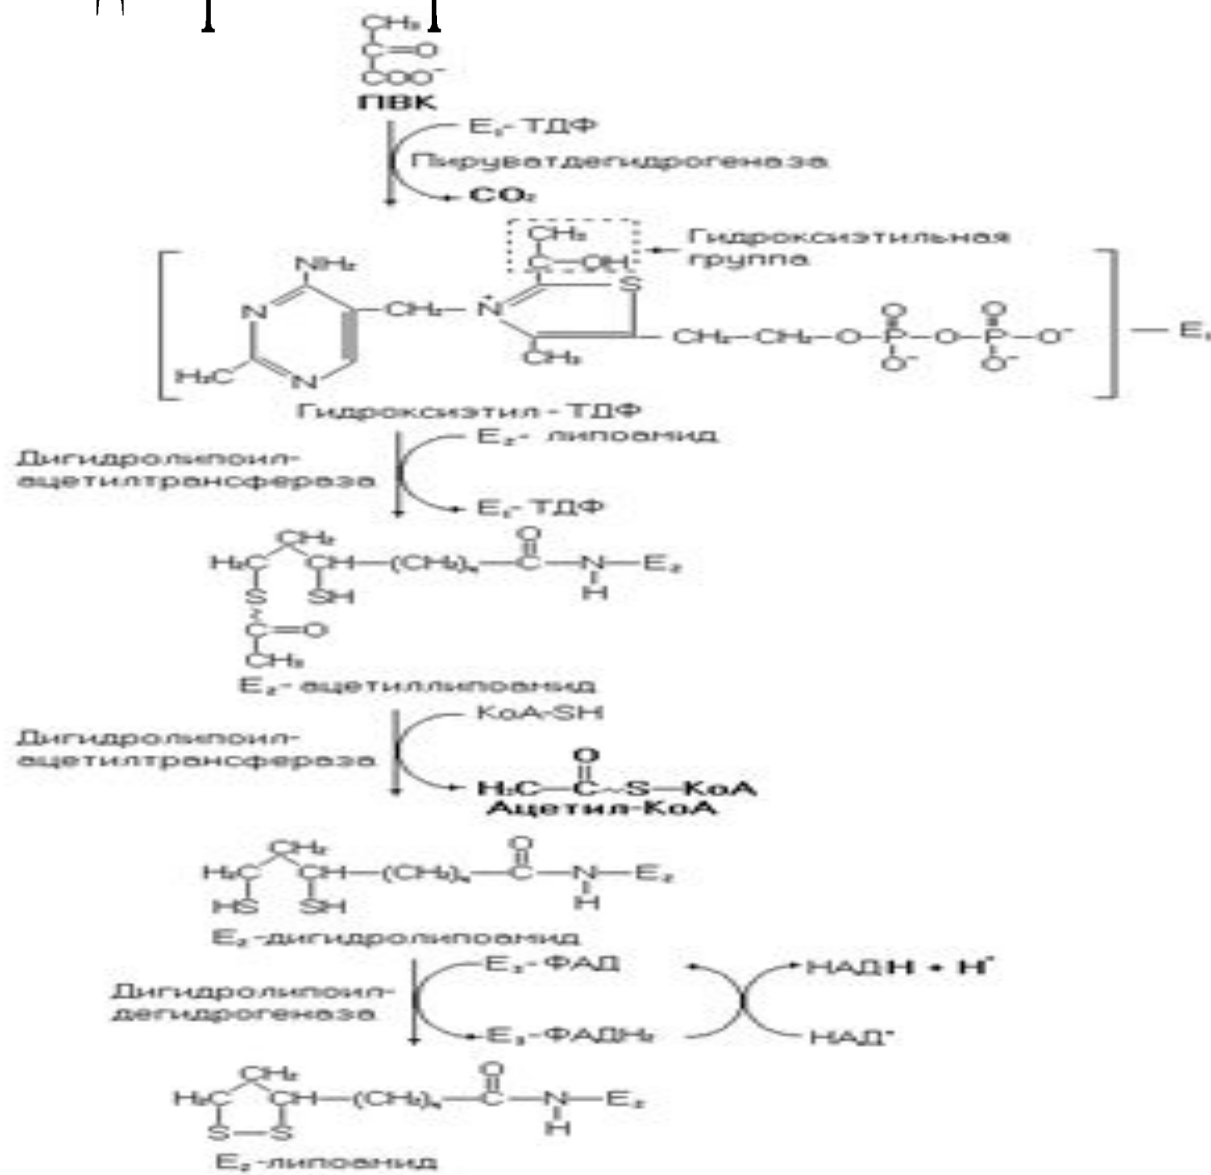 CH₃
C=O
COO⁻
ПВК
E₁-ТДФ
Пируватдегидрогеназа
CO₂
CH₃
C—OH
Гидроксиэтильная
группа
NH₂
N
CH₂
N⁺
S
H₃C
N
CH₃
CH₂—CH₂—O—P—O—P—O⁻
O
O
O⁻
O⁻
E₁
Гидроксиэтил-ТДФ
E₂- липоамид
Дигидролипоил-
ацетилтрансфераза
E₁-ТДФ
CH₂
O
H₂C CH—(CH₂)₄—C—N—E₂
S SH H
C=O
CH₃
E₂- ацетиллипоамид
КоА-SH
Дигидролипоил-
ацетилтрансфераза
O
H₃C—C~S—КоА
Ацетил-КоА
CH₂
O
H₂C CH—(CH₂)₄—C—N—E₂
HS SH H
E₂-дигидролипоамид
E₃-ФАД
НАДН + Н⁺
Дигидролипоил-
дегидрогеназа
E₃-ФАДН₂
НАД⁺
CH₂
O
H₂C CH—(CH₂)₄—C—N—E₂
S—S H
E₂-липоамид